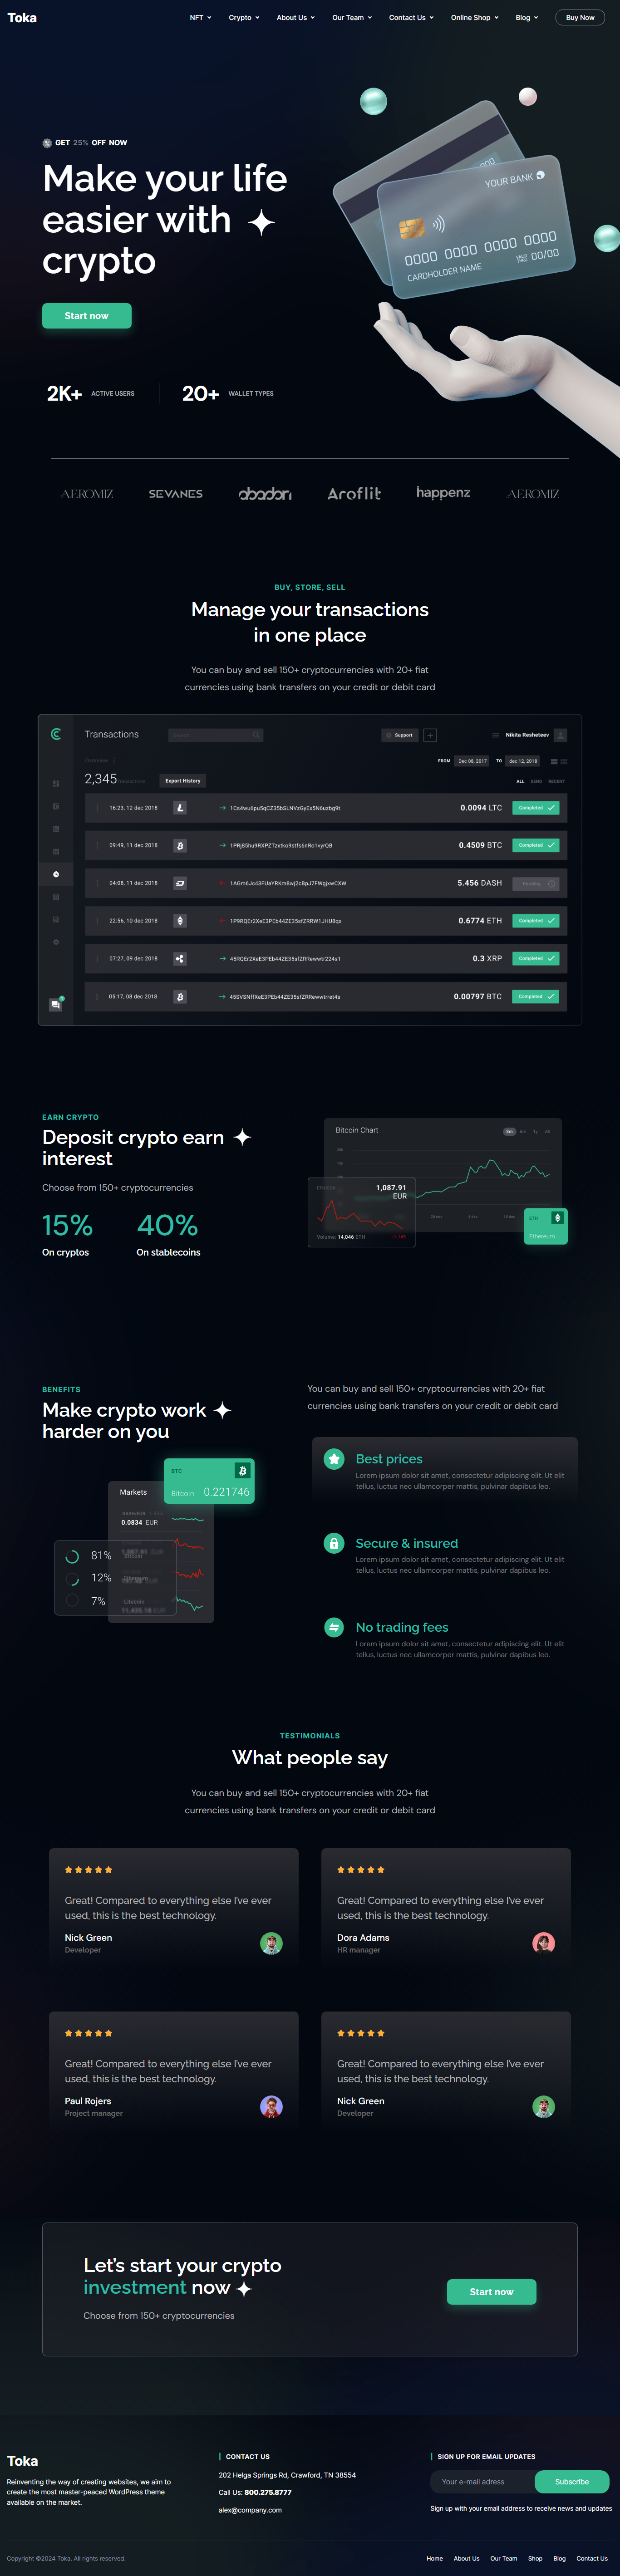 Toka
NFT Crypto About Us Our Team Contact Us Online Shop Blog Buy Now
GET 25% OFF NOW
Make your life
easier with
crypto
Start now
2K+ ACTIVE USERS 20+ WALLET TYPES
YOUR BANK
0000 0000 0000 0000
CARDHOLDER NAME 00/00
AEROMIZ SEVANES abadan Aroflit happenz AEROMIZ
BUY, STORE, SELL
Manage your transactions
in one place
You can buy and sell 150+ cryptocurrencies with 20+ fiat
currencies using bank transfers on your credit or debit card
Transactions Search Support Nikita Resheteev
Overview
FROM Dec 08, 2017 TO dec 12, 2018
2,345 Export History ALL SEND RECENT
16:23, 12 dec 2018 1Cs4wu6pu5qCZ35bSLNVzGyEx5N6uzbg9t 0.0094 LTC Completed
09:49, 11 dec 2018 1PRjB5hu9RXPZTzxtko9stfs6nRo1vyrQB 0.4509 BTC Completed
04:08, 11 dec 2018 1AGm6Jc43FUaYRKm8wj2cBpJ7FWgjxwCXW 5.456 DASH Pending
22:56, 10 dec 2018 1P9RQEr2XeE3PEb44ZE35sfZRRW1JHU8qx 0.6774 ETH Completed
07:27, 09 dec 2018 45RQEr2XeE3PEb44ZE35sfZRRewwtr224s1 0.3 XRP Completed
05:17, 08 dec 2018 45SVSNffXeE3PEb44ZE35sfZRRewwtrret4s 0.00797 BTC Completed
EARN CRYPTO
Deposit crypto earn
interest
Choose from 150+ cryptocurrencies
15% 40%
On cryptos On stablecoins
Bitcoin Chart
1,087.91
EUR
Volume: 14,046 ETH
ETH
Ethereum
BENEFITS
Make crypto work
harder on you
BTC
Bitcoin 0.221746
Markets
0.0834 EUR
81% Bitcoin
12% Ethereum
7% Litecoin
You can buy and sell 150+ cryptocurrencies with 20+ fiat
currencies using bank transfers on your credit or debit card
Best prices
Lorem ipsum dolor sit amet, consectetur adipiscing elit. Ut elit
tellus, luctus nec ullamcorper mattis, pulvinar dapibus leo.
Secure & insured
Lorem ipsum dolor sit amet, consectetur adipiscing elit. Ut elit
tellus, luctus nec ullamcorper mattis, pulvinar dapibus leo.
No trading fees
Lorem ipsum dolor sit amet, consectetur adipiscing elit. Ut elit
tellus, luctus nec ullamcorper mattis, pulvinar dapibus leo.
TESTIMONIALS
What people say
You can buy and sell 150+ cryptocurrencies with 20+ fiat
currencies using bank transfers on your credit or debit card
Great! Compared to everything else I've ever
used, this is the best technology.
Nick Green
Developer
Great! Compared to everything else I've ever
used, this is the best technology.
Dora Adams
HR manager
Great! Compared to everything else I've ever
used, this is the best technology.
Paul Rojers
Project manager
Great! Compared to everything else I've ever
used, this is the best technology.
Nick Green
Developer
Let's start your crypto
investment now
Choose from 150+ cryptocurrencies
Start now
Toka
Reinventing the way of creating websites, we aim to
create the most master-peaced WordPress theme
available on the market.
CONTACT US
202 Helga Springs Rd, Crawford, TN 38554
Call Us: 800.275.8777
alex@company.com
SIGN UP FOR EMAIL UPDATES
Your e-mail adress Subscribe
Sign up with your email address to receive news and updates
Copyright ©2024 Toka. All rights reserved.
Home About Us Our Team Shop Blog Contact Us